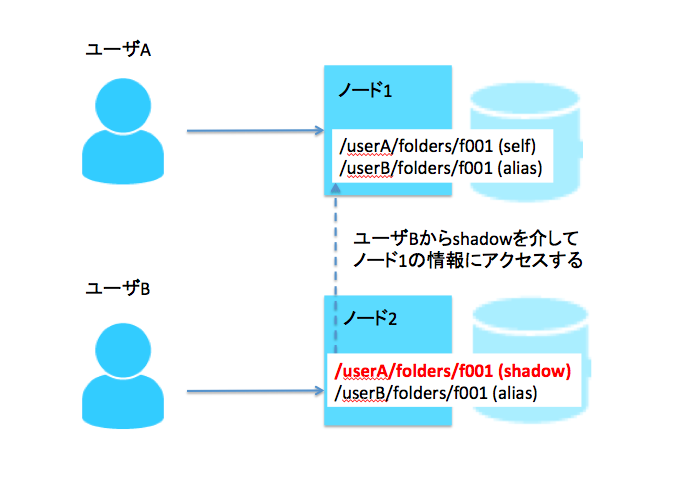 ユーザA
ノード1
/userA/folders/f001 (self)
/userB/folders/f001 (alias)
ユーザBからshadowを介して
ノード1の情報にアクセスする
ユーザB
ノード2
/userA/folders/f001 (shadow)
/userB/folders/f001 (alias)